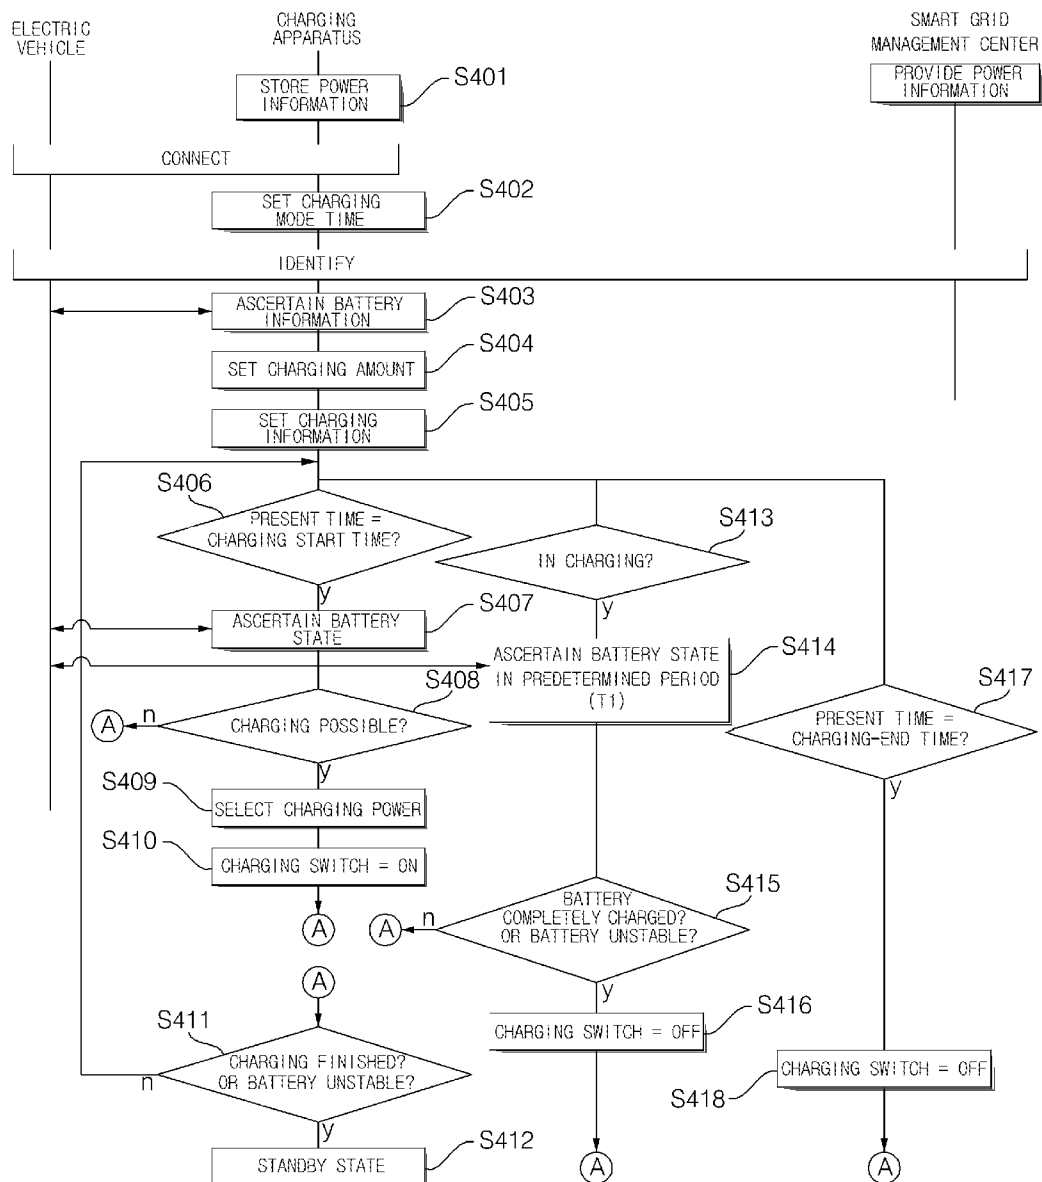 ELECTRIC
VEHICLE
CHARGING
APPARATUS
SMART GRID
MANAGEMENT CENTER
STORE POWER
INFORMATION
S401
PROVIDE POWER
INFORMATION
CONNECT
SET CHARGING
MODE TIME
S402
IDENTIFY
ASCERTAIN BATTERY
INFORMATION
S403
SET CHARGING AMOUNT
S404
SET CHARGING
INFORMATION
S405
S406
PRESENT TIME =
CHARGING START TIME?
y
IN CHARGING?
S413
y
ASCERTAIN BATTERY
STATE
S407
ASCERTAIN BATTERY STATE
IN PREDETERMINED PERIOD
(T1)
S414
CHARGING POSSIBLE?
S408
n
A
y
PRESENT TIME =
CHARGING-END TIME?
S417
y
S409
SELECT CHARGING POWER
S410
CHARGING SWITCH = ON
A
BATTERY
COMPLETELY CHARGED?
OR BATTERY UNSTABLE?
S415
n
A
y
A
S411
CHARGING FINISHED?
OR BATTERY UNSTABLE?
n
y
CHARGING SWITCH = OFF
S416
A
CHARGING SWITCH = OFF
S418
A
STANDBY STATE
S412